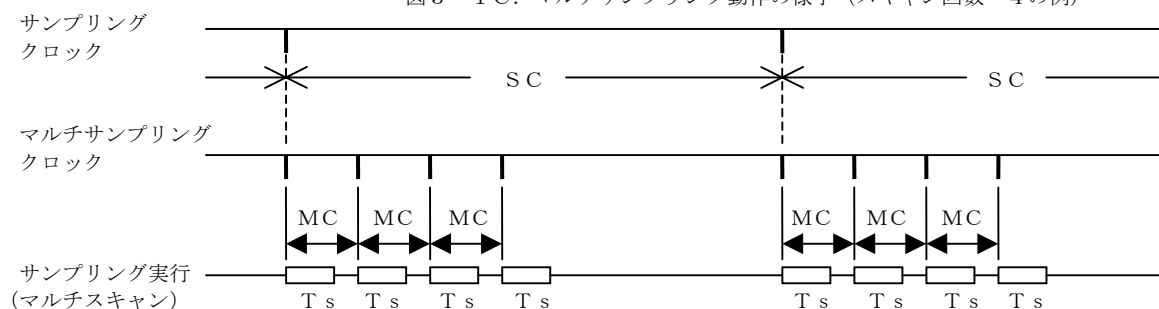 図5－1C．マルチサンプリング動作の様子（スキャン回数＝4の例）
サンプリング
クロック
ＳＣ ＳＣ
マルチサンプリング
クロック
ＭＣ ＭＣ ＭＣ ＭＣ ＭＣ ＭＣ
サンプリング実行
（マルチスキャン）
Ｔｓ Ｔｓ Ｔｓ Ｔｓ Ｔｓ Ｔｓ Ｔｓ Ｔｓ